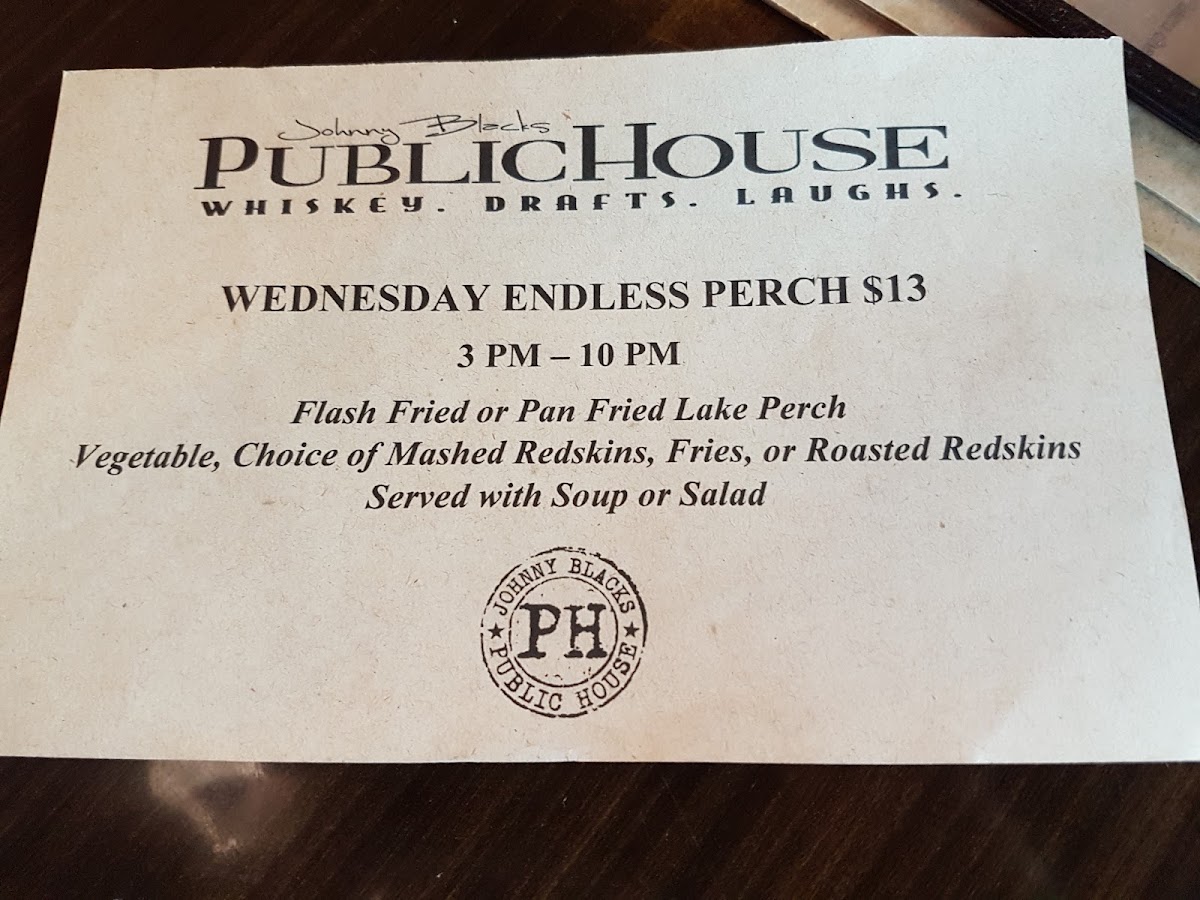 Johnny Blacks
PUBLICHOUSE
WHISKEY. DRAFTS. LAUGHS.
WEDNESDAY ENDLESS PERCH $13
3 PM – 10 PM
Flash Fried or Pan Fried Lake Perch
Vegetable, Choice of Mashed Redskins, Fries, or Roasted Redskins
Served with Soup or Salad
JOHNNY BLACKS
PH
PUBLIC HOUSE